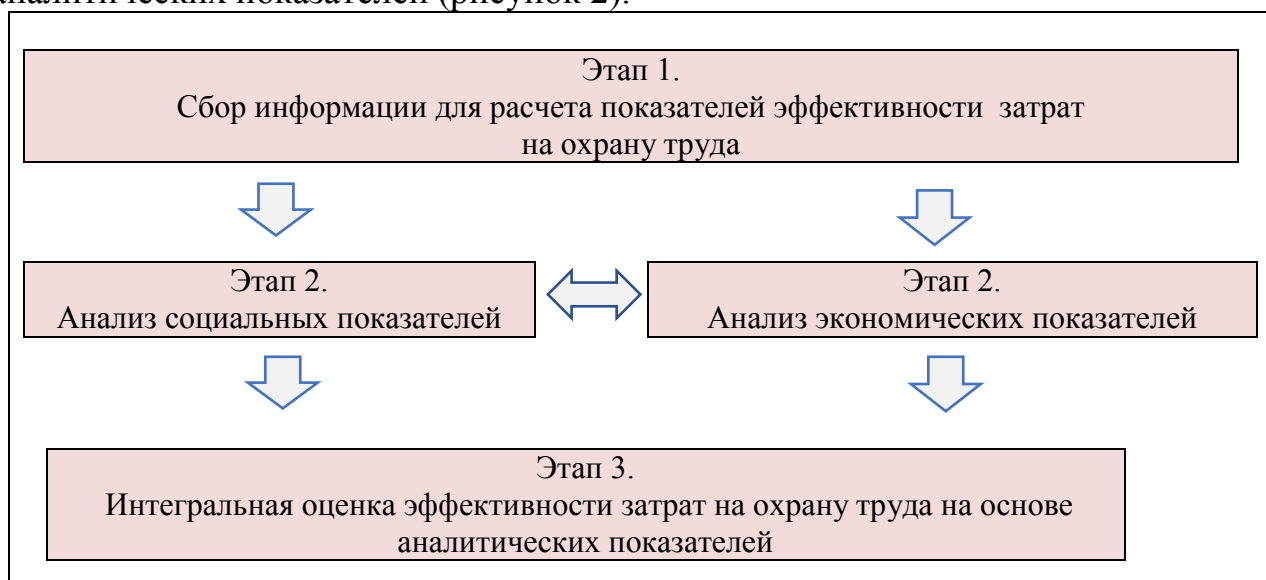 аналитических показателей (рисунок 2).
Этап 1.
Сбор информации для расчета показателей эффективности затрат
на охрану труда
Этап 2.
Анализ социальных показателей
Этап 2.
Анализ экономических показателей
Этап 3.
Интегральная оценка эффективности затрат на охрану труда на основе
аналитических показателей